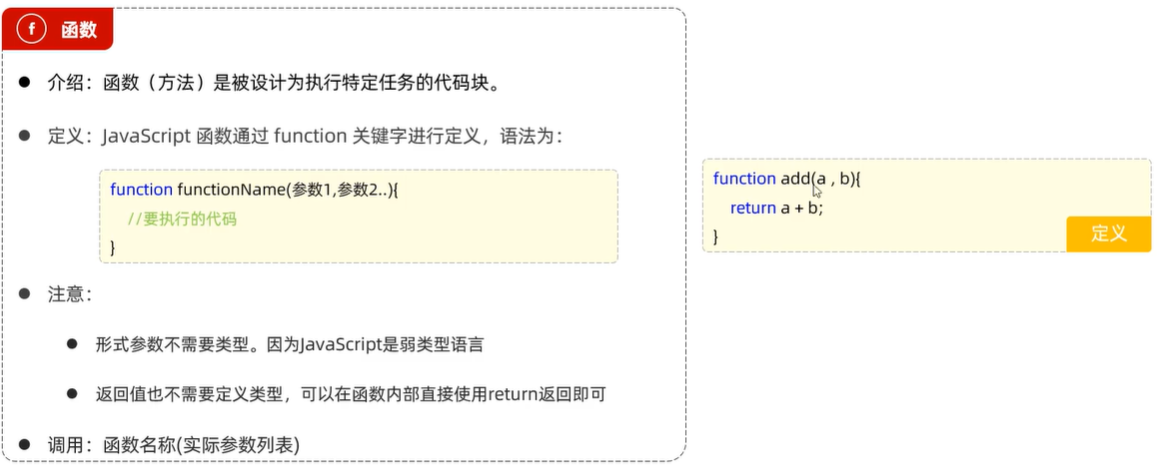 f 函数
介绍：函数（方法）是被设计为执行特定任务的代码块。
定义：JavaScript 函数通过 function 关键字进行定义，语法为：
function functionName(参数1,参数2..){
//要执行的代码
}
注意：
形式参数不需要类型。因为JavaScript是弱类型语言
返回值也不需要定义类型，可以在函数内部直接使用return返回即可
调用：函数名称(实际参数列表)
function add(a , b){
return a + b;
}
定义